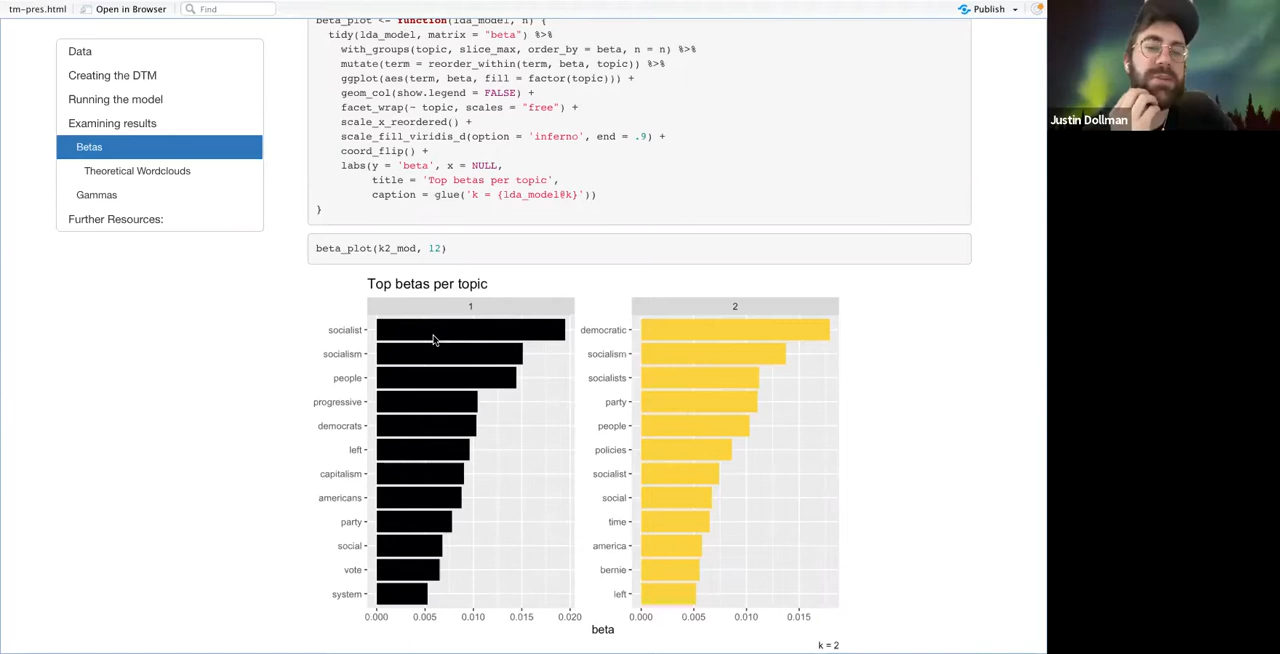 tm-pres.html
Open in Browser
Find
Publish
Data
Creating the DTM
Running the model
Examining results
Betas
Theoretical Wordclouds
Gammas
Further Resources:
beta_plot <- function(lda_model, n) {
tidy(lda_model, matrix = "beta") %>%
with_groups(topic, slice_max, order_by = beta, n = n) %>%
mutate(term = reorder_within(term, beta, topic)) %>%
ggplot(aes(term, beta, fill = factor(topic))) +
geom_col(show.legend = FALSE) +
facet_wrap(~ topic, scales = "free") +
scale_x_reordered() +
scale_fill_viridis_d(option = 'inferno', end = .9) +
coord_flip() +
labs(y = 'beta', x = NULL,
title = 'Top betas per topic',
caption = glue('k = {lda_model@k}'))
}
beta_plot(k2_mod, 12)
Top betas per topic
1
socialist
socialism
people
progressive
democrats
left
capitalism
americans
party
social
vote
system
0.000 0.005 0.010 0.015 0.020
2
democratic
socialism
socialists
party
people
policies
socialist
social
time
america
bernie
left
0.000 0.005 0.010 0.015
beta
k = 2
Justin Dollman